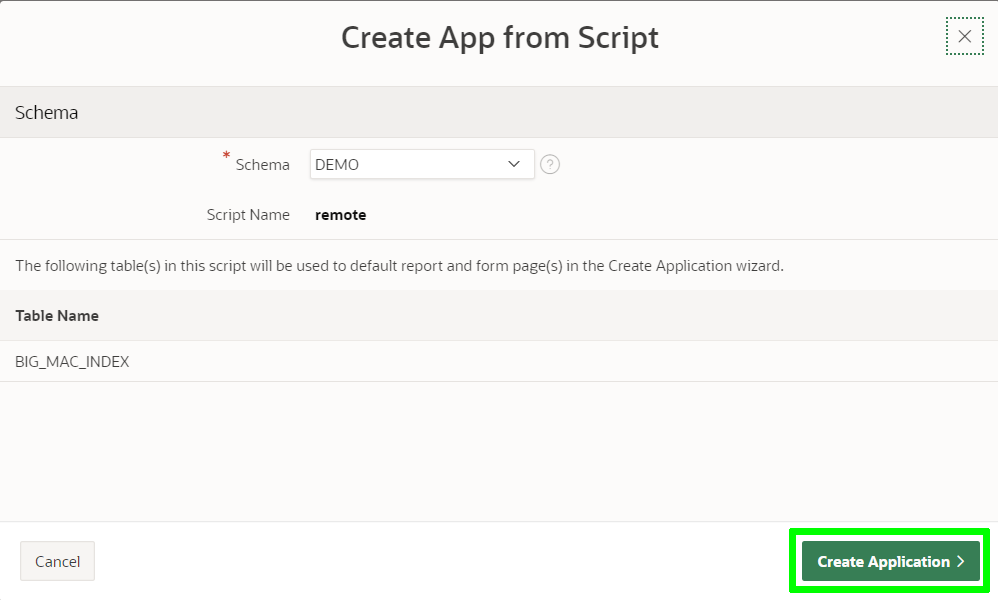 Create App from Script
Schema
* Schema DEMO ?
Script Name remote
The following table(s) in this script will be used to default report and form page(s) in the Create Application wizard.
Table Name
BIG_MAC_INDEX
Cancel Create Application